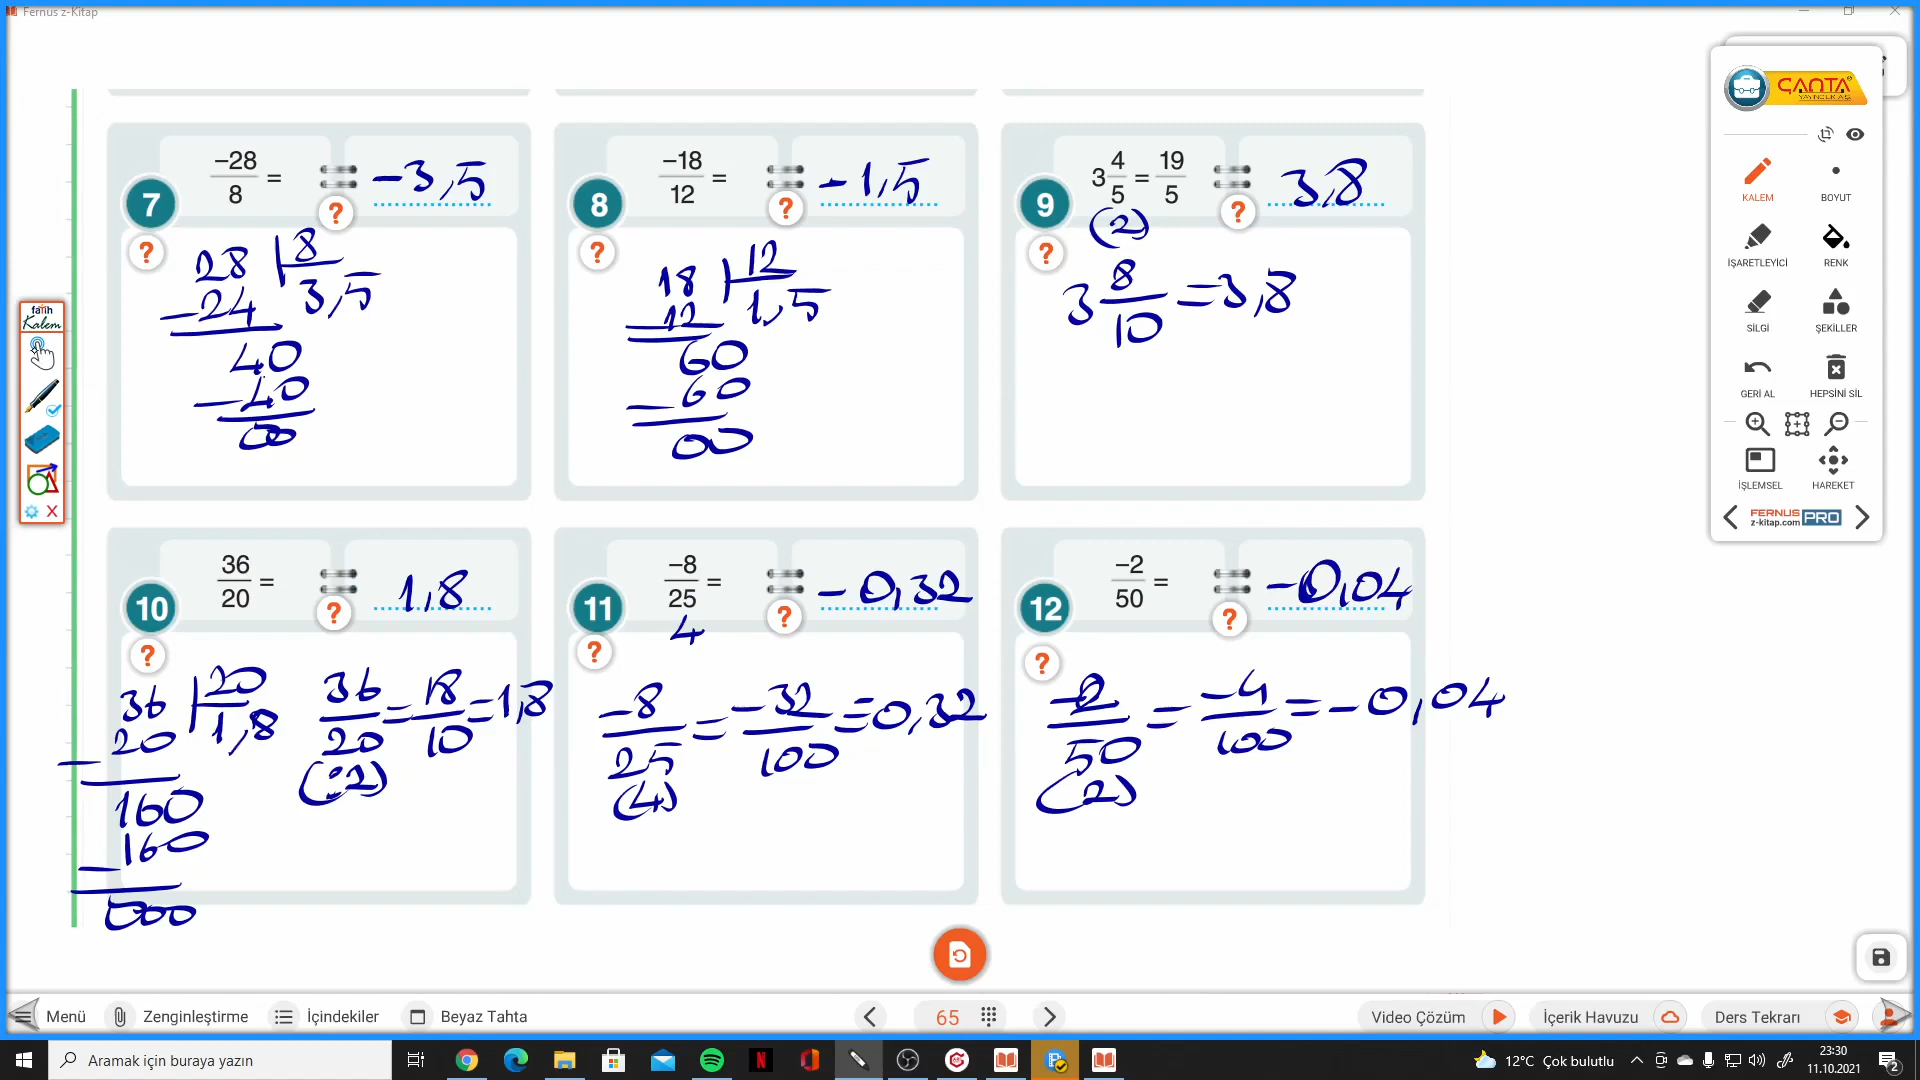 Fernus z-Kitap
ÇANTA
YAYINCILIK A.Ş.
KALEM
BOYUT
İŞARETLEYİCİ
RENK
SİLGİ
ŞEKİLLER
GERİ AL
HEPSİNİ SİL
İŞLEMSEL
HAREKET
FERNUS
z-kitap.com PRO
fatih
Kalem
7
-28/8 =
-3,5
?
?
28 | 8
-24 3,5
40
-40
00
8
-18/12 =
-1,5
?
?
18 | 12
-12 1,5
60
-60
00
9
3 4/5 = 19/5
3,8
?
(2)
?
3 8/10 = 3,8
10
36/20 =
1,8
?
?
36 | 20
-20 1,8
160
-160
000
36/20 = 18/10 = 1,8
(:2)
11
-8/25 =
-0,32
?
4
?
-8/25 = -32/100 = 0,32
(4)
12
-2/50 =
-0,04
?
?
-2/50 = -4/100 = -0,04
(2)
Menü
Zenginleştirme
İçindekiler
Beyaz Tahta
65
Video Çözüm
İçerik Havuzu
Ders Tekrarı
Aramak için buraya yazın
12°C Çok bulutlu
23:30
11.10.2021
2